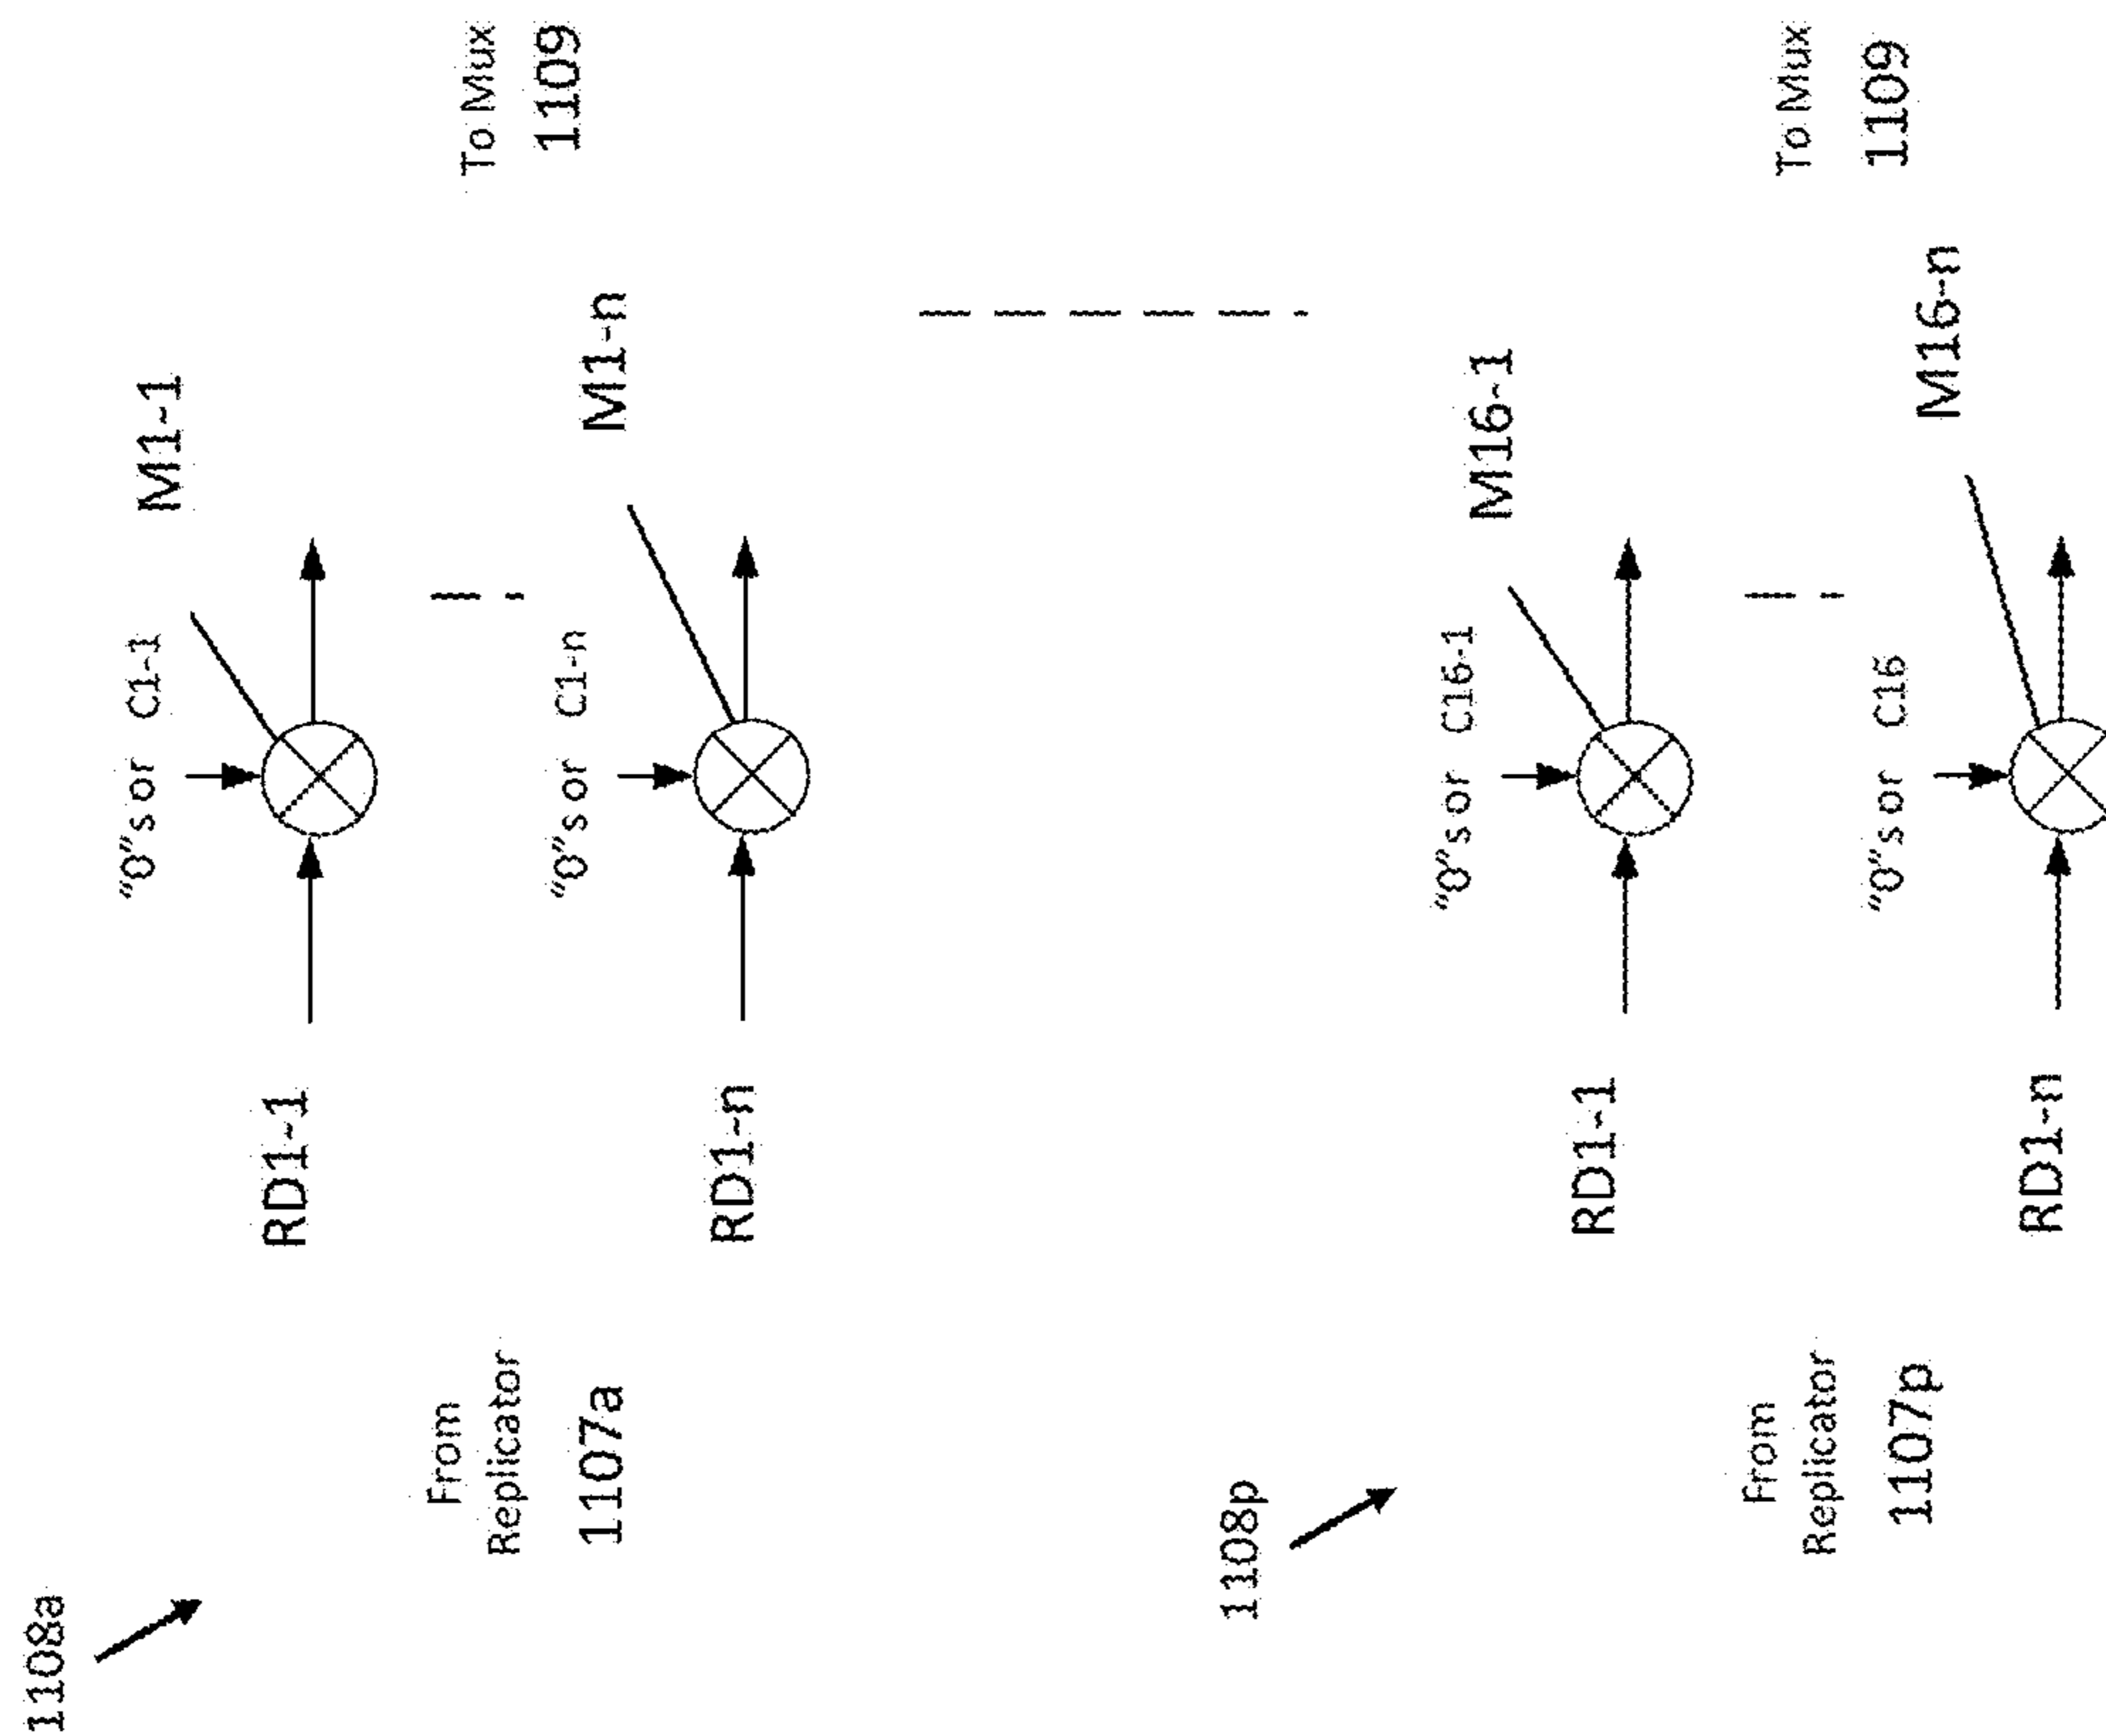 1108a
From
Replicator
1107a
RD1-1
"0"s or C1-1
M1-1
RD1-n
"0"s or C1-n
M1-n
To Mux
1109
1108p
From
Replicator
1107p
RD1-1
"0"s or C16-1
M16-1
RD1-n
"0"s or C16
M16-n
To Mux
1109